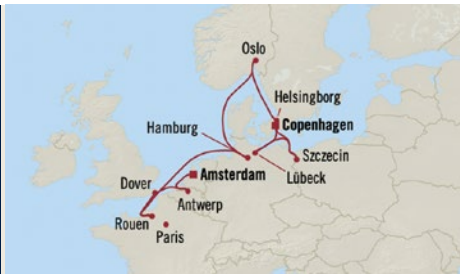 Oslo
Helsingborg
Hamburg
Copenhagen
Szczecin
Amsterdam
Lübeck
Dover
Antwerp
Rouen
Paris